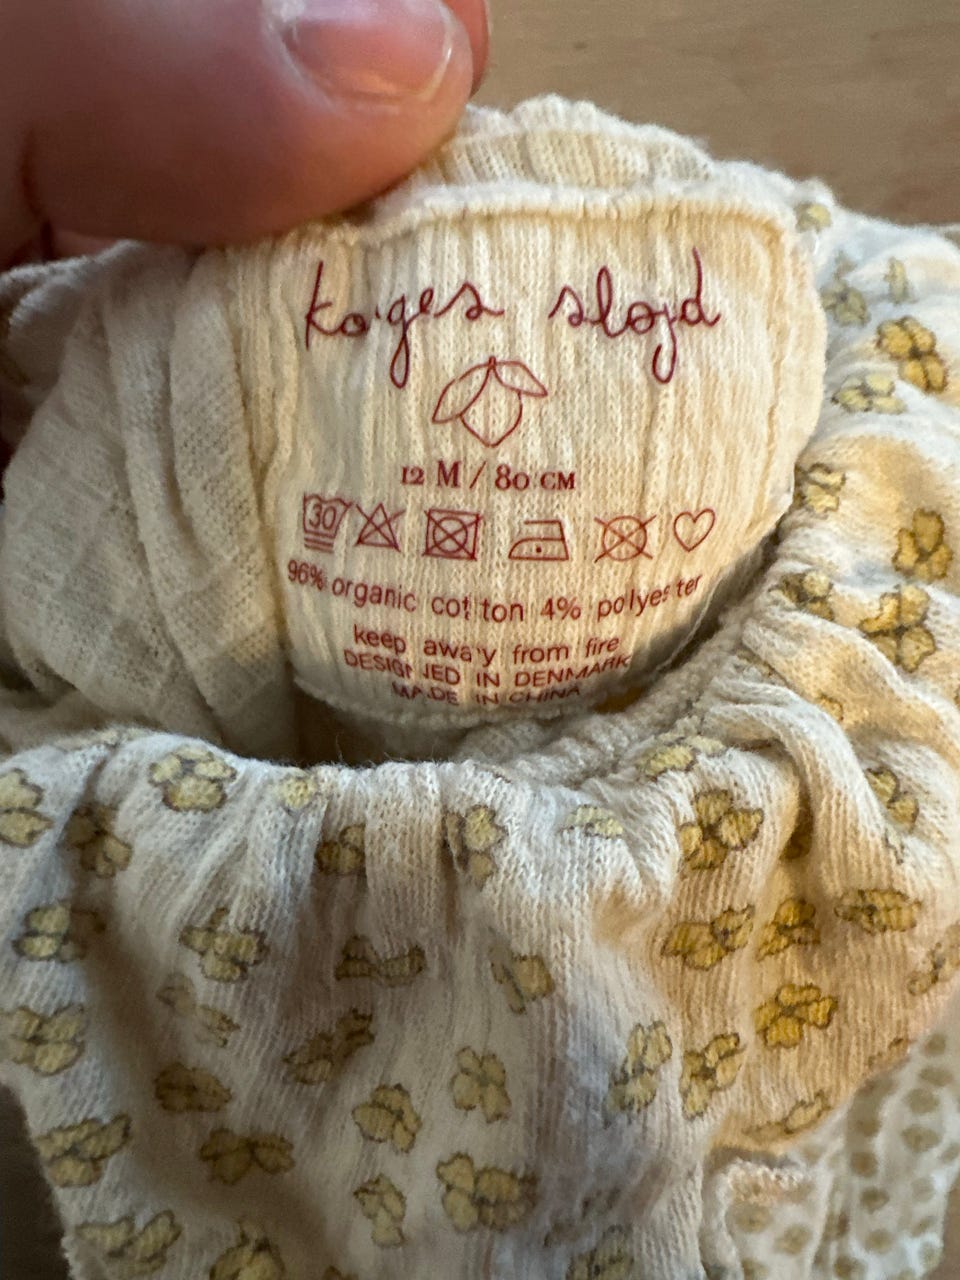 koges sløjd
12 M / 80 CM
30
96% organic cotton 4% polyester
keep away from fire
DESIGNED IN DENMARK
MADE IN CHINA